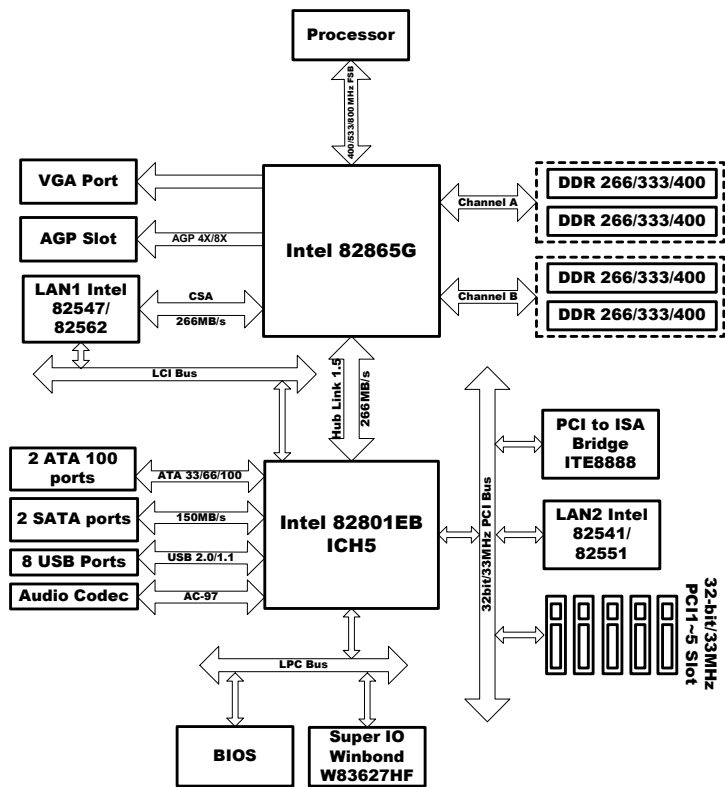 Processor
400/533/800 MHz FSB
VGA Port
AGP Slot
AGP 4X/8X
LAN1 Intel
82547/
82562
CSA
266MB/s
Intel 82865G
Channel A
DDR 266/333/400
DDR 266/333/400
Channel B
DDR 266/333/400
DDR 266/333/400
LCI Bus
Hub Link 1.5
266MB/s
2 ATA 100
ports
ATA 33/66/100
2 SATA ports
150MB/s
8 USB Ports
USB 2.0/1.1
Audio Codec
AC-97
Intel 82801EB
ICH5
32bit/33MHz PCI Bus
PCI to ISA
Bridge
ITE8888
LAN2 Intel
82541/
82551
32-bit/33MHz
PCI1~5 Slot
LPC Bus
BIOS
Super IO
Winbond
W83627HF